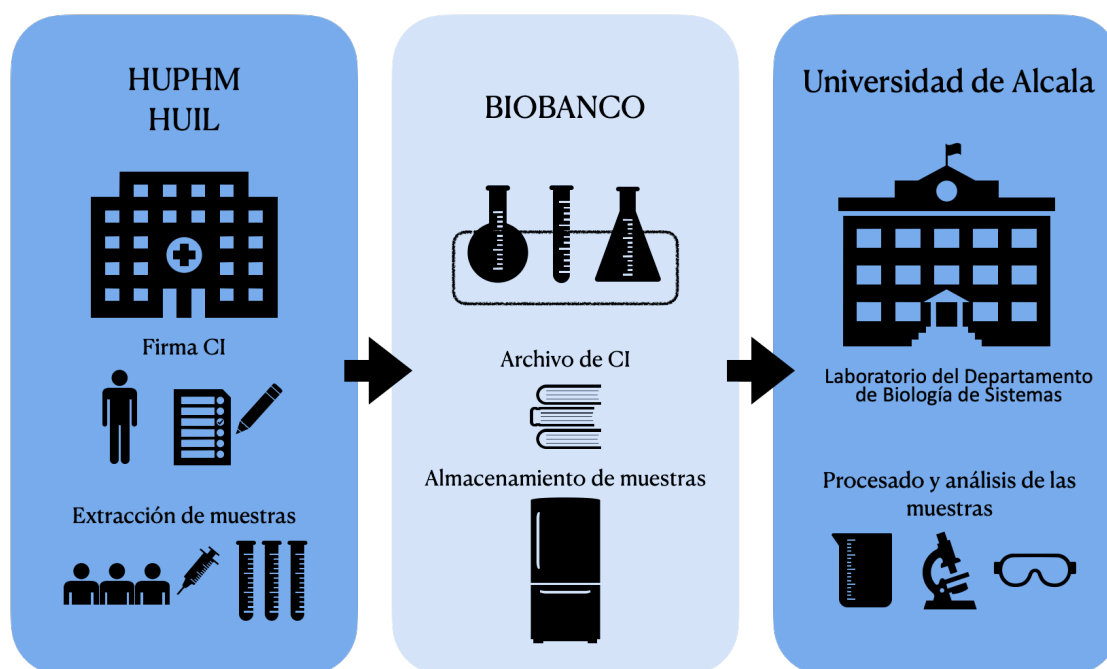 HUPHM
HUIL
Firma CI
Extracción de muestras
BIOBANCO
Archivo de CI
Almacenamiento de muestras
Universidad de Alcala
Laboratorio del Departamento
de Biología de Sistemas
Procesado y análisis de las
muestras